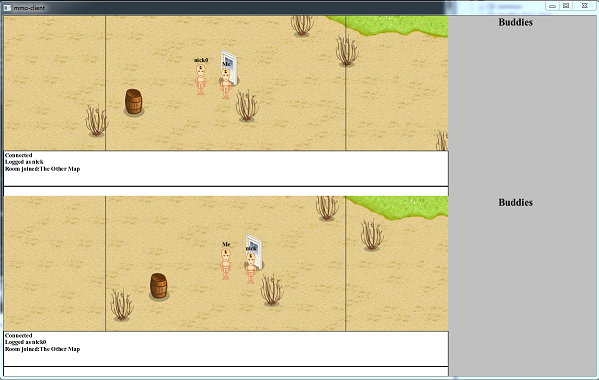 mmo-client
Buddies
nick0
Me
Connected
Logged as nick
Room joined:The Other Map
Buddies
Me
nick
Connected
Logged as nick0
Room joined:The Other Map